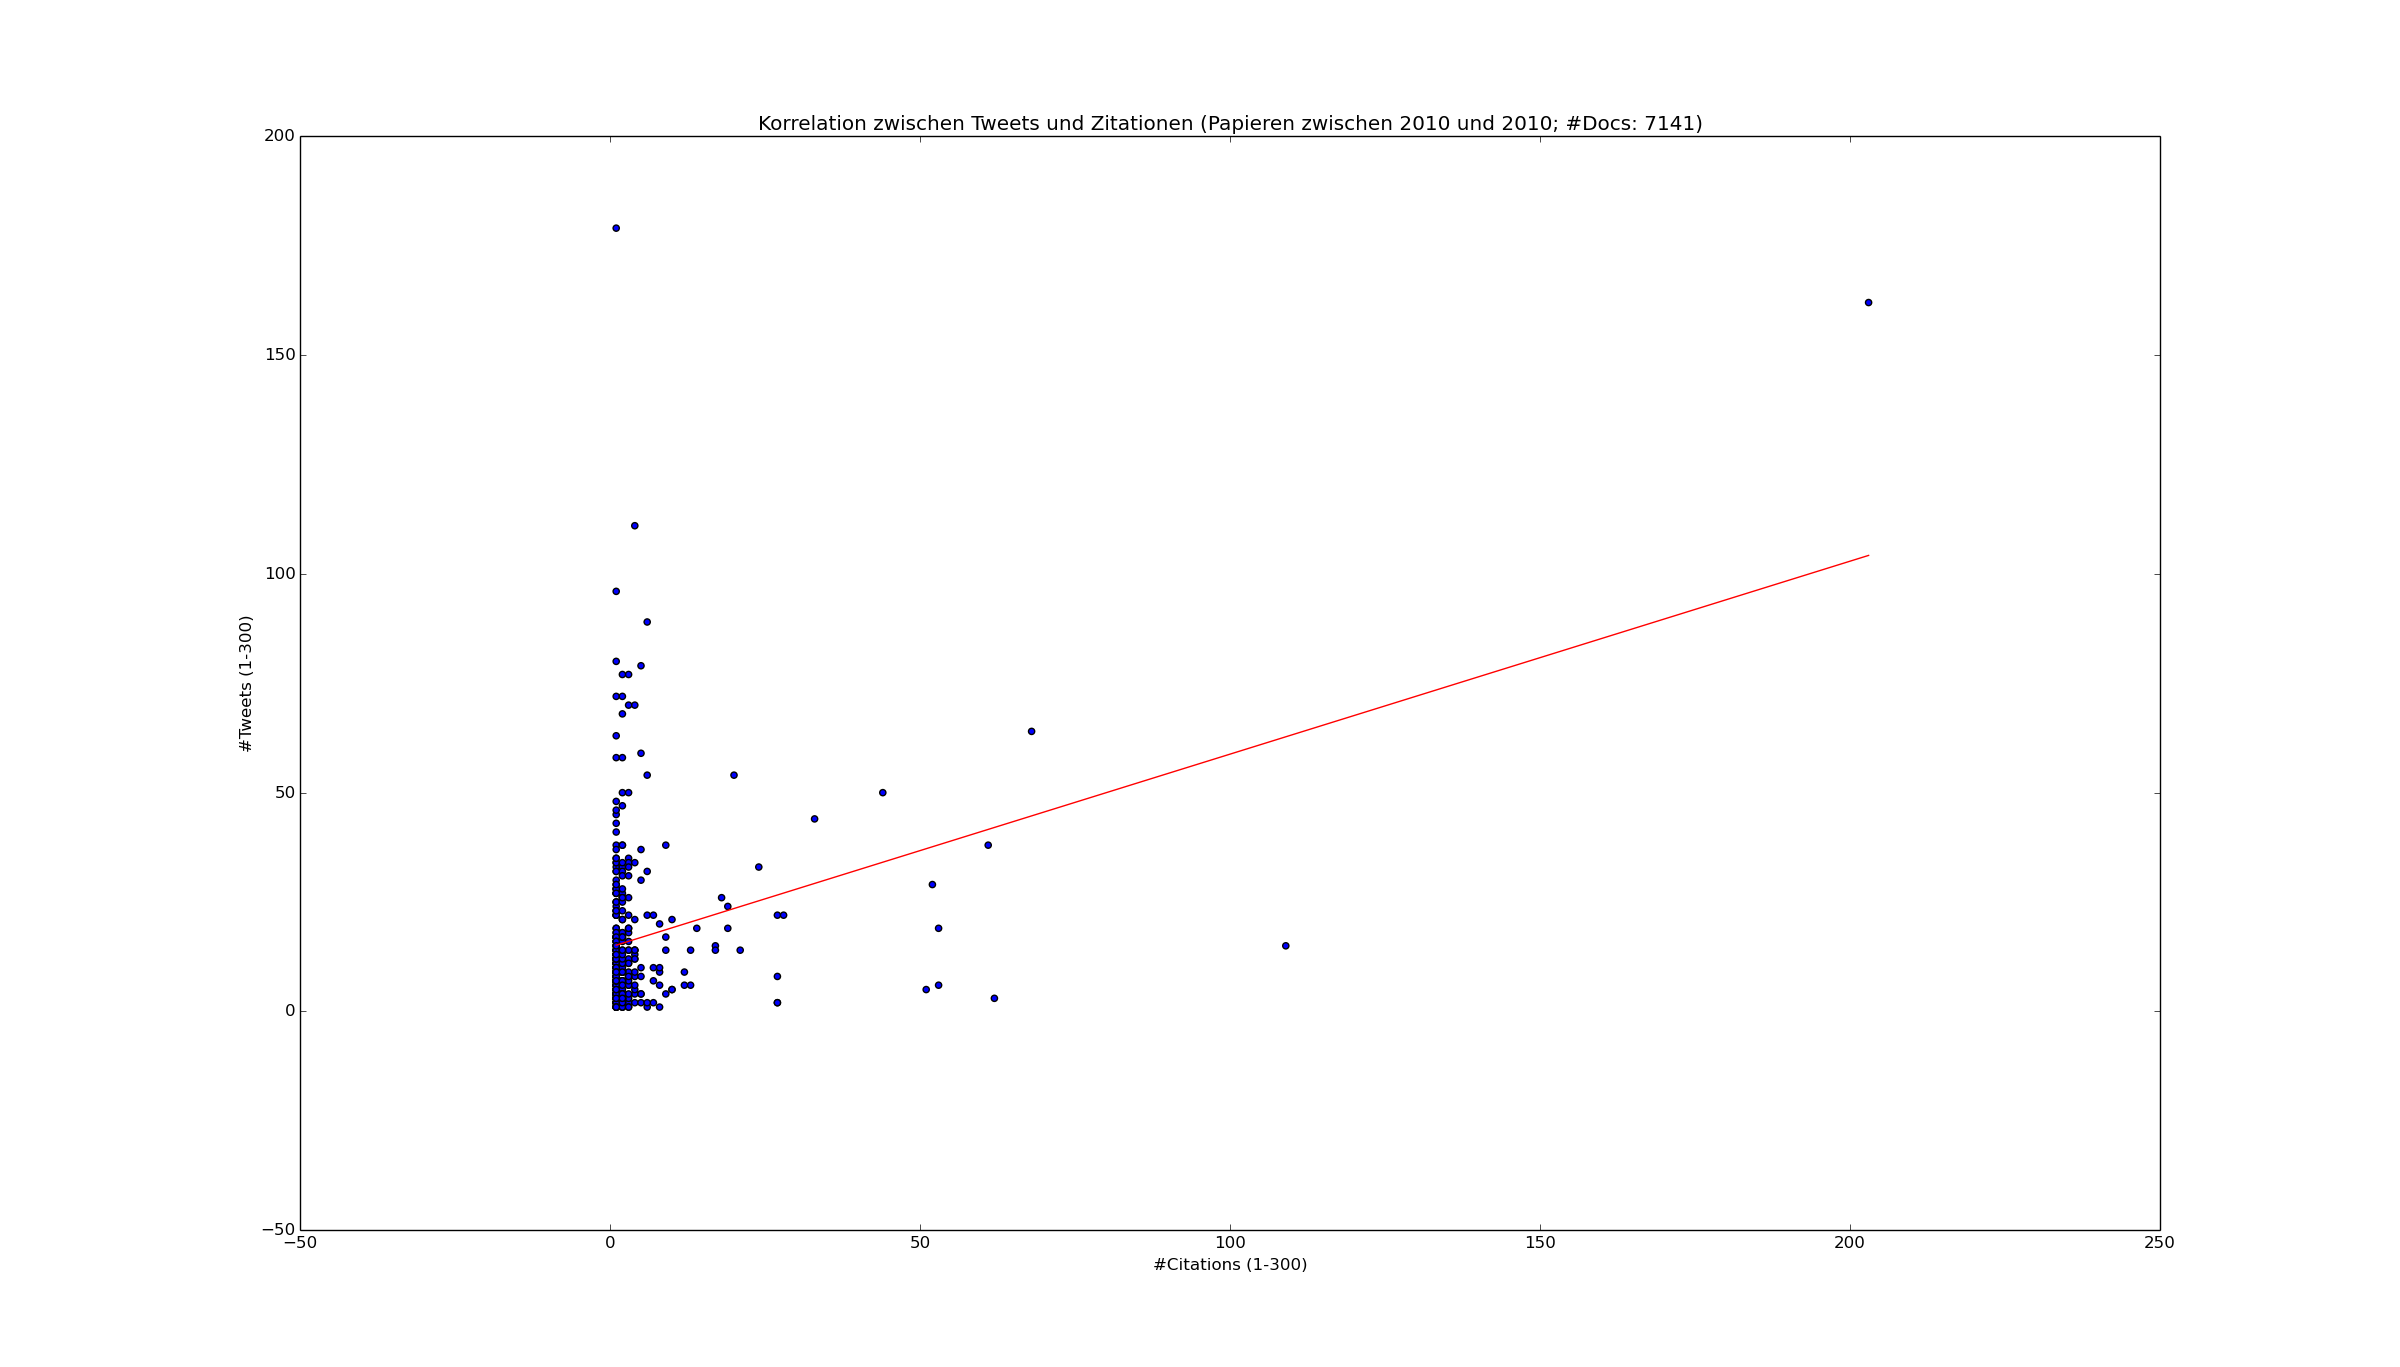 Korrelation zwischen Tweets und Zitationen (Papieren zwischen 2010 und 2010; #Docs: 7141)
200
150
100
50
0
−50
#Tweets (1-300)
−50 0 50 100 150 200 250
#Citations (1-300)